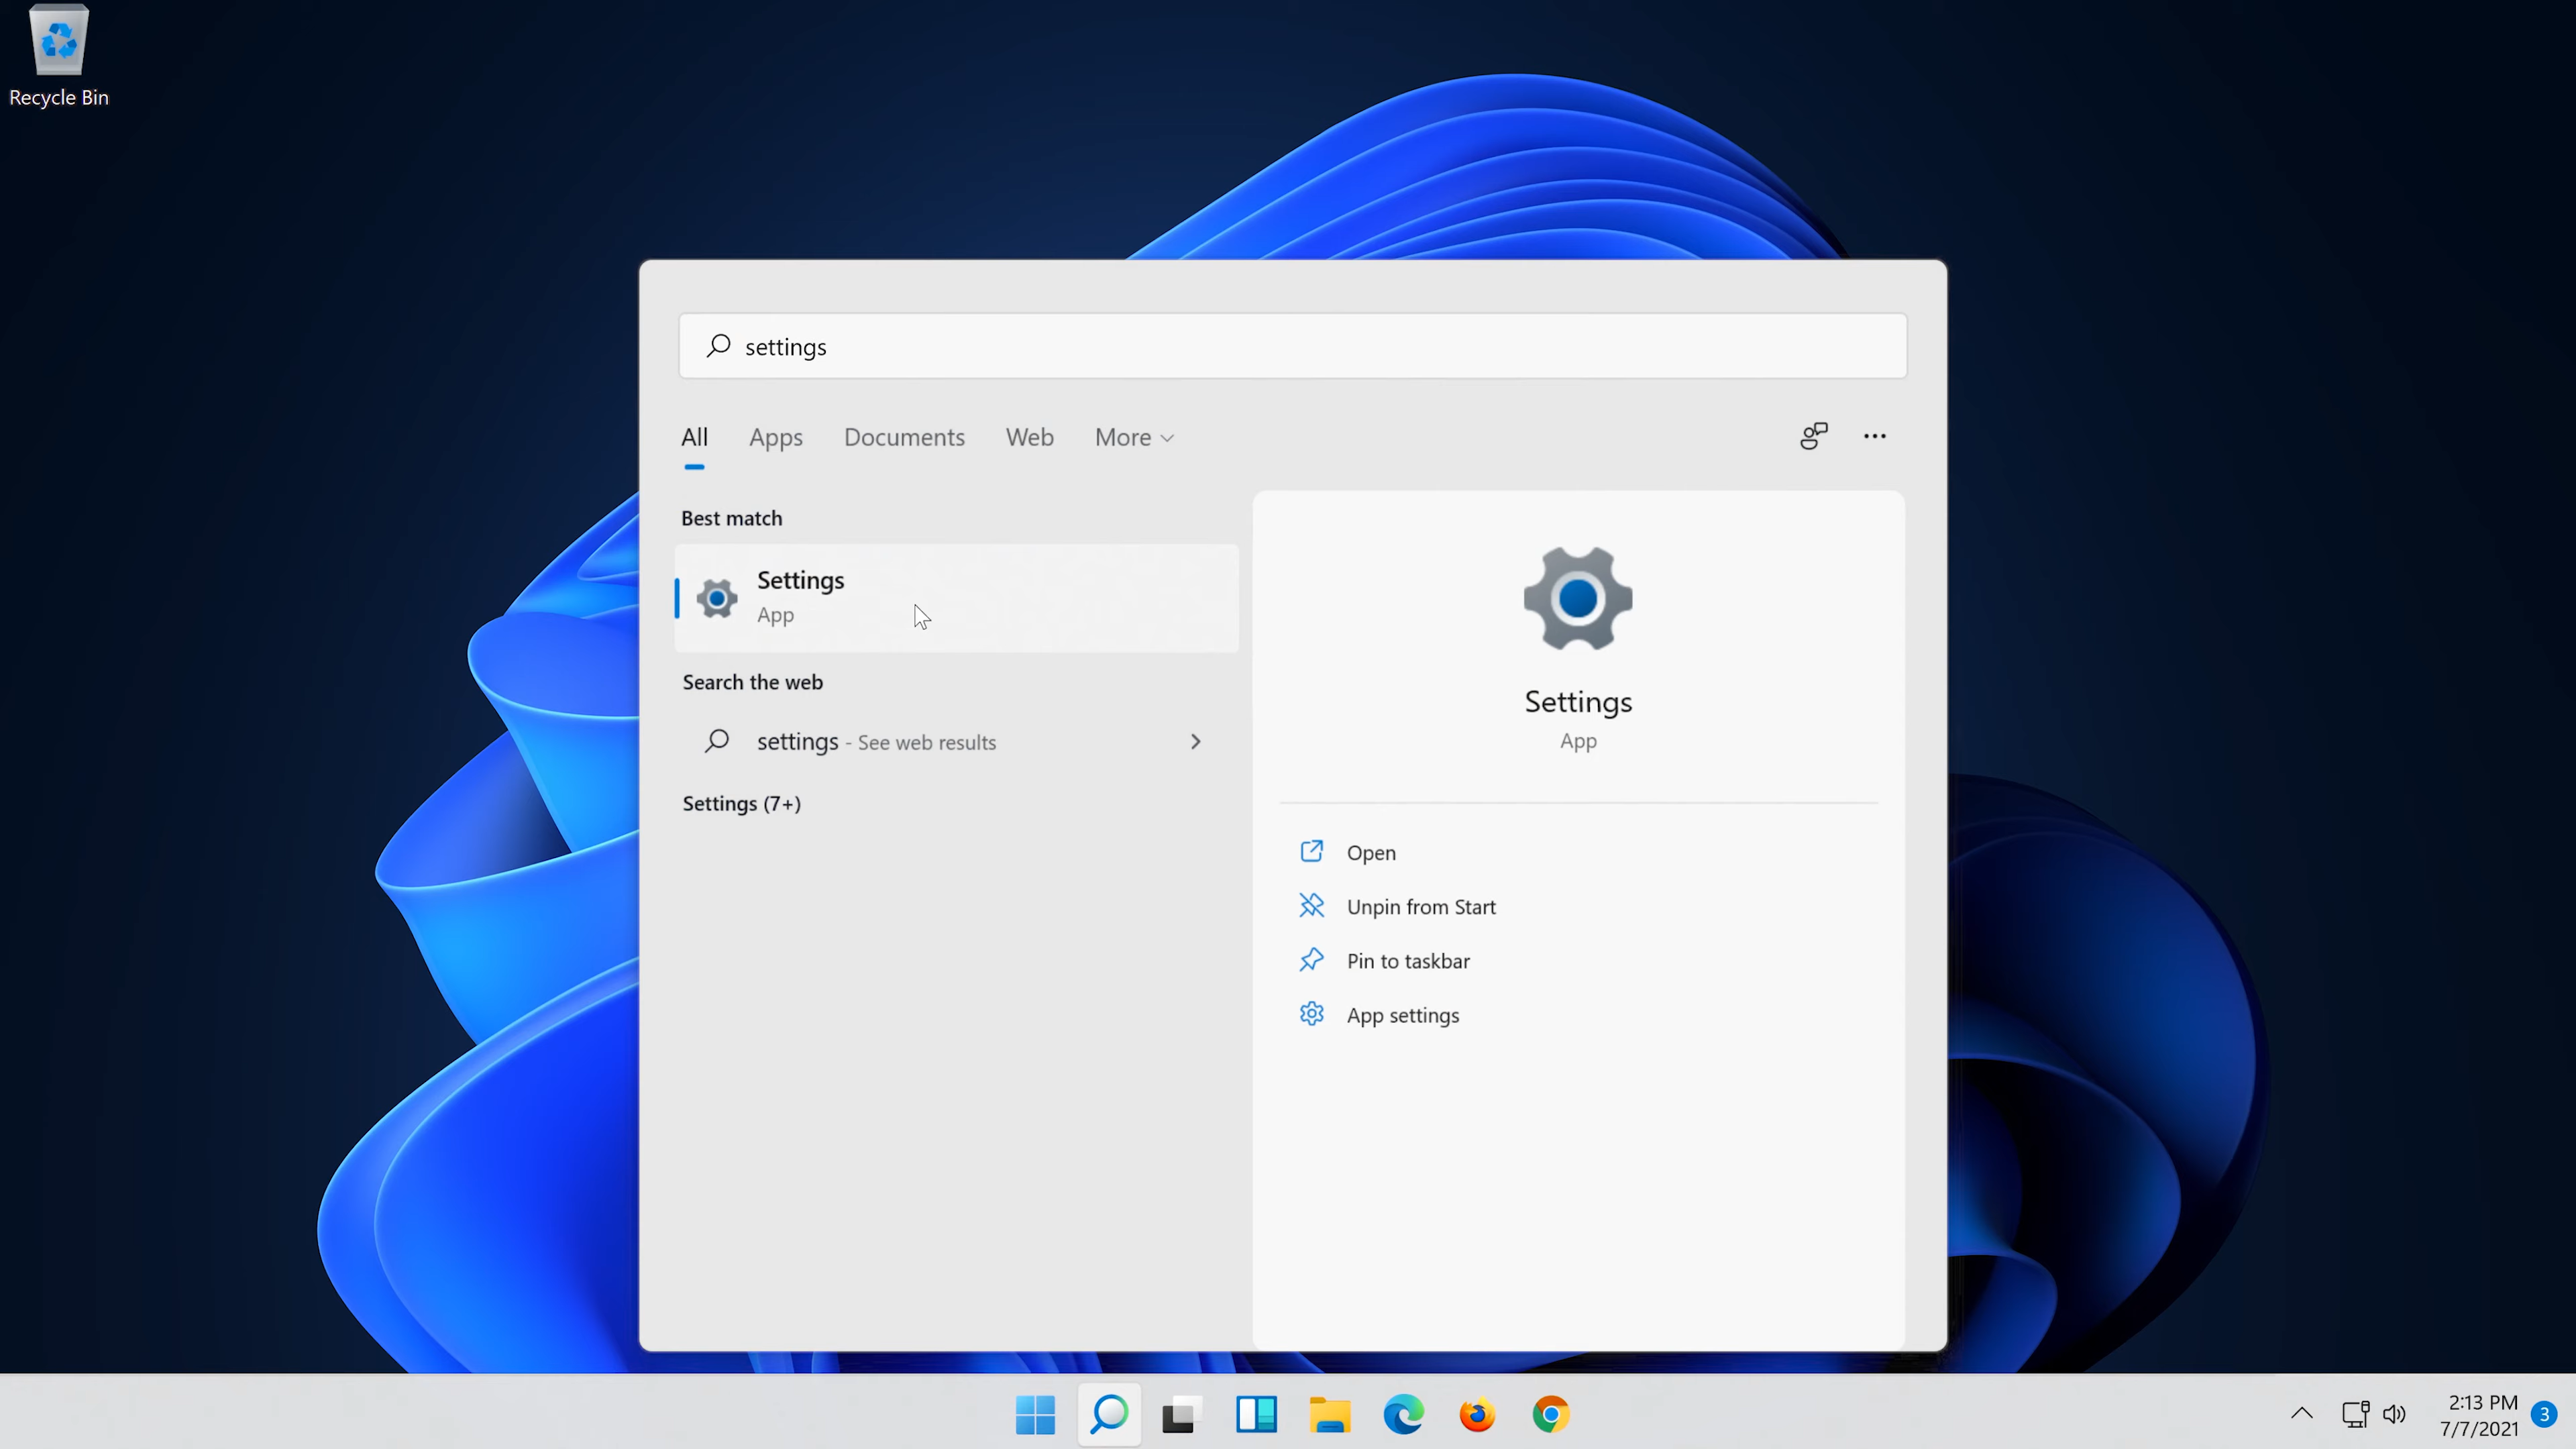 Recycle Bin
settings
All Apps Documents Web More
Best match
Settings
App
Search the web
settings - See web results
Settings (7+)
Settings
App
Open
Unpin from Start
Pin to taskbar
App settings
2:13 PM
7/7/2021
3